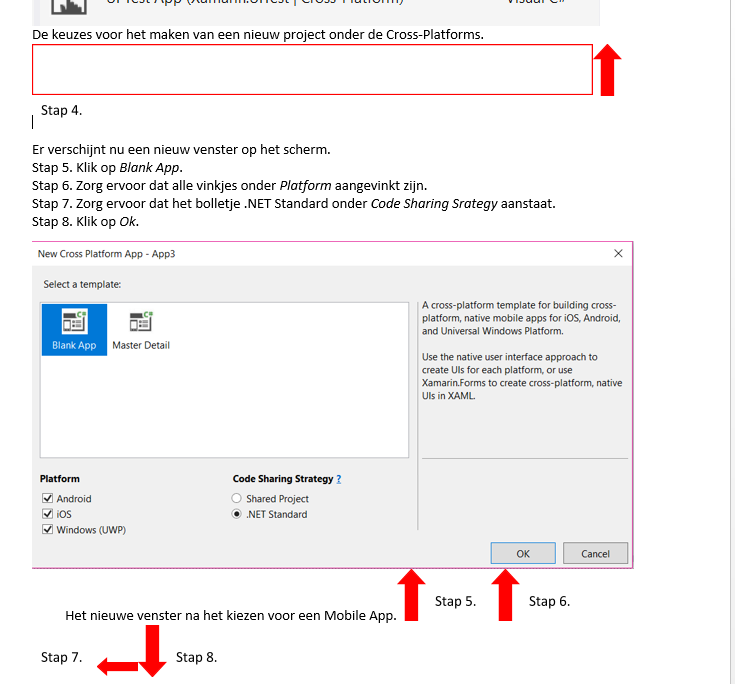 UI Test App (Xamarin.UITest | Cross-Platform) Visual C#
De keuzes voor het maken van een nieuw project onder de Cross-Platforms.
Stap 4.
Er verschijnt nu een nieuw venster op het scherm.
Stap 5. Klik op Blank App.
Stap 6. Zorg ervoor dat alle vinkjes onder Platform aangevinkt zijn.
Stap 7. Zorg ervoor dat het bolletje .NET Standard onder Code Sharing Srategy aanstaat.
Stap 8. Klik op Ok.
New Cross Platform App - App3
Select a template:
Blank App
Master Detail
A cross-platform template for building cross-
platform, native mobile apps for iOS, Android,
and Universal Windows Platform.
Use the native user interface approach to
create UIs for each platform, or use
Xamarin.Forms to create cross-platform, native
UIs in XAML.
Platform
Android
iOS
Windows (UWP)
Code Sharing Strategy ?
Shared Project
.NET Standard
OK
Cancel
Stap 5.
Stap 6.
Het nieuwe venster na het kiezen voor een Mobile App.
Stap 7.
Stap 8.